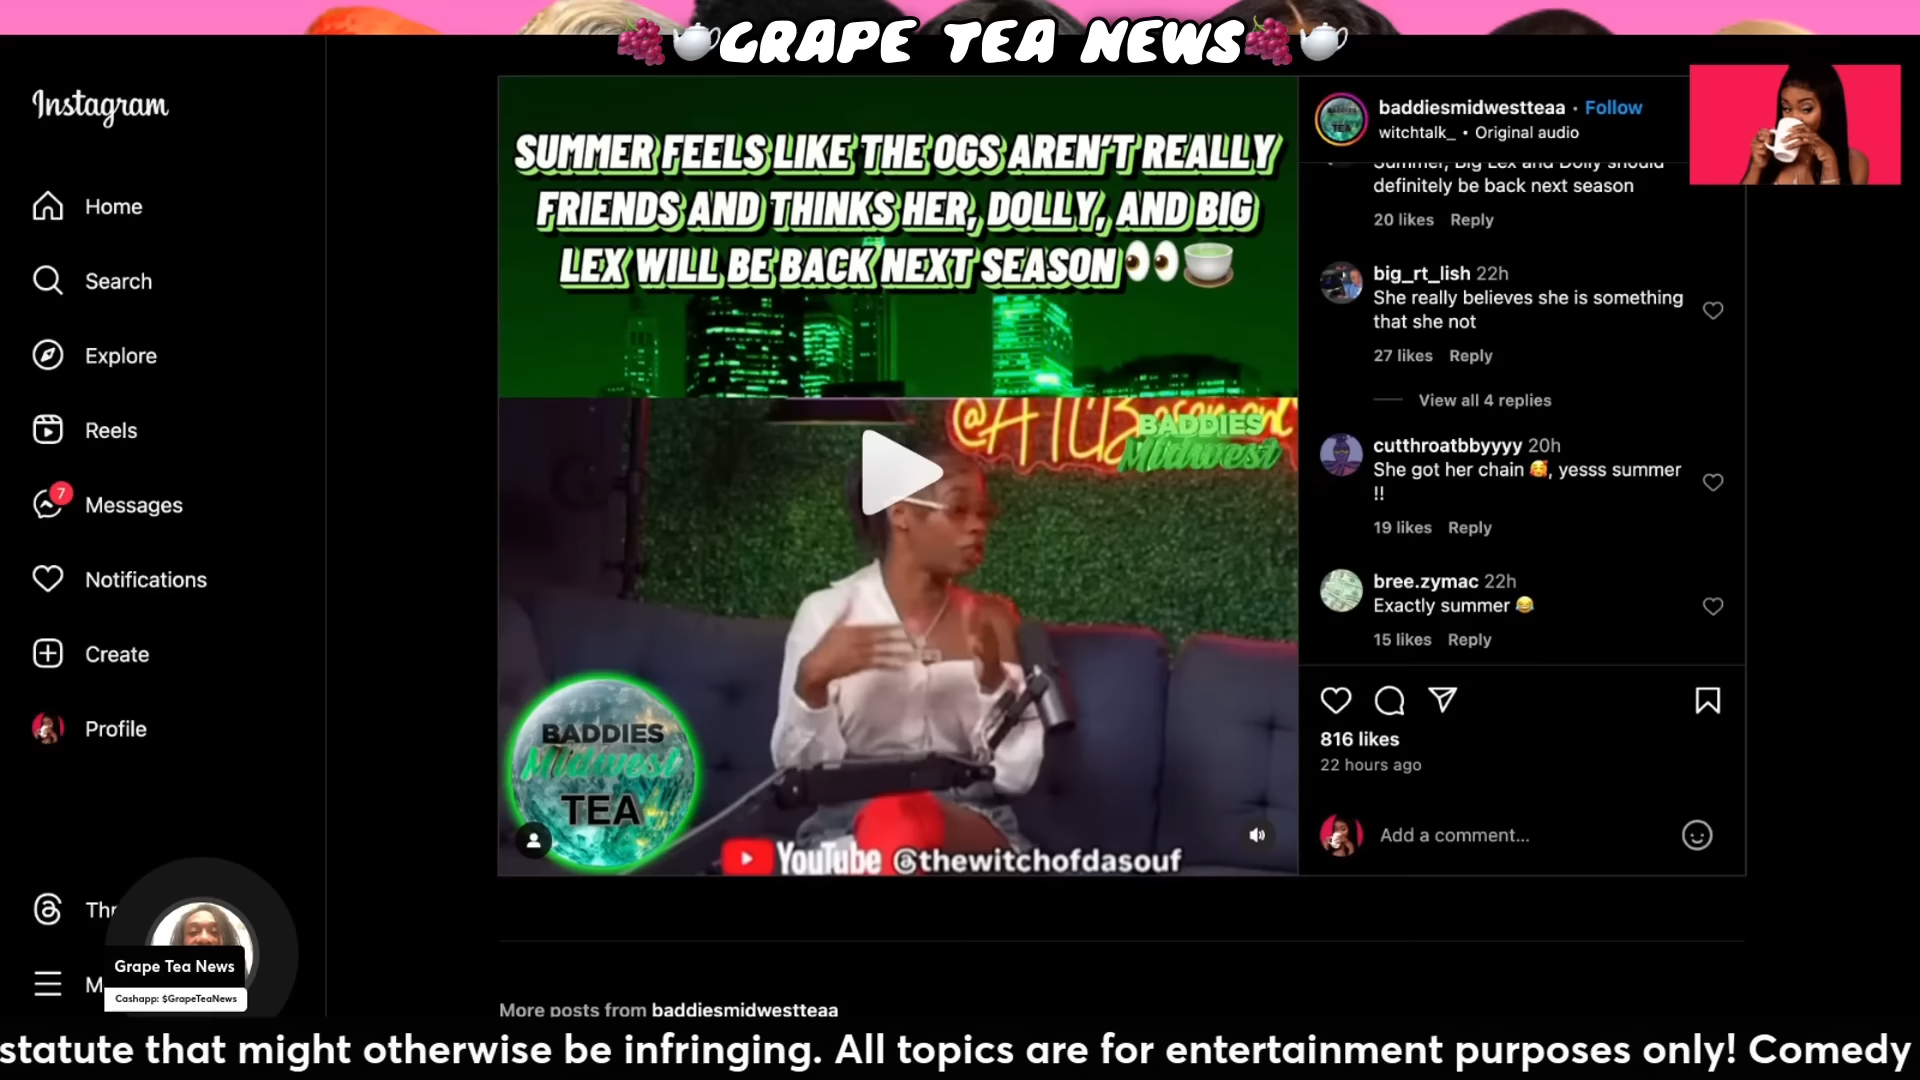 GRAPE TEA NEWS
Instagram
Home
Search
Explore
Reels
7
Messages
Notifications
Create
Profile
Grape Tea News
Cashapp: $GrapeTeaNews
SUMMER FEELS LIKE THE OGS AREN'T REALLY
FRIENDS AND THINKS HER, DOLLY, AND BIG
LEX WILL BE BACK NEXT SEASON
BADDIES
Midwest
BADDIES
Midwest
TEA
YouTube @thewitchofdasouf
baddiesmidwestteaa • Follow
witchtalk_ • Original audio
Summer, Big Lex and Dolly should
definitely be back next season
20 likes Reply
big_rt_lish 22h
She really believes she is something
that she not
27 likes Reply
View all 4 replies
cutthroatbbyyyy 20h
She got her chain 🥰, yesss summer
!!
19 likes Reply
bree.zymac 22h
Exactly summer 😂
15 likes Reply
816 likes
22 hours ago
Add a comment...
More posts from baddiesmidwestteaa
statute that might otherwise be infringing. All topics are for entertainment purposes only! Comedy